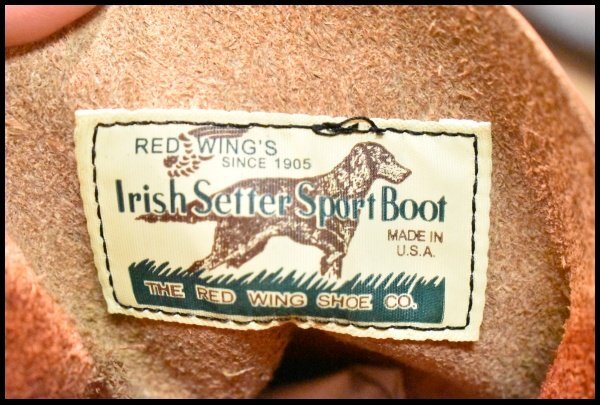 RED WING'S
SINCE 1905
Irish Setter Sport Boot
MADE IN
U.S.A.
THE RED WING SHOE CO.